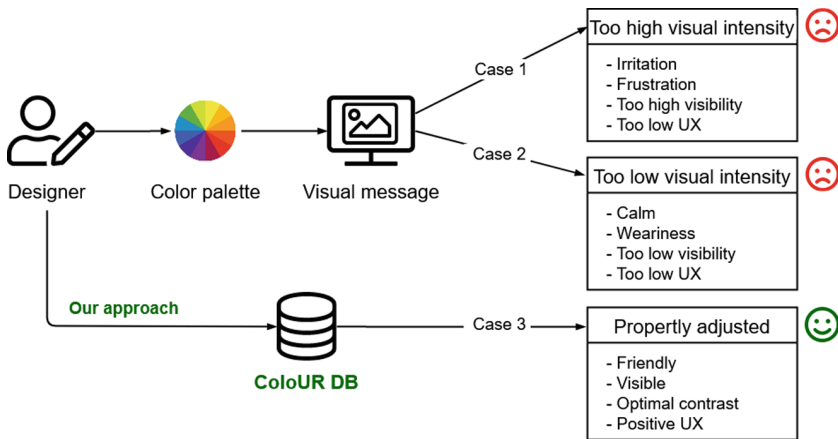 Too high visual intensity
Case 1
- Irritation
- Frustration
- Too high visibility
- Too low UX
Designer
Color palette
Visual message
Case 2
Too low visual intensity
- Calm
- Weariness
- Too low visibility
- Too low UX
Our approach
ColoUR DB
Case 3
Propertly adjusted
- Friendly
- Visible
- Optimal contrast
- Positive UX